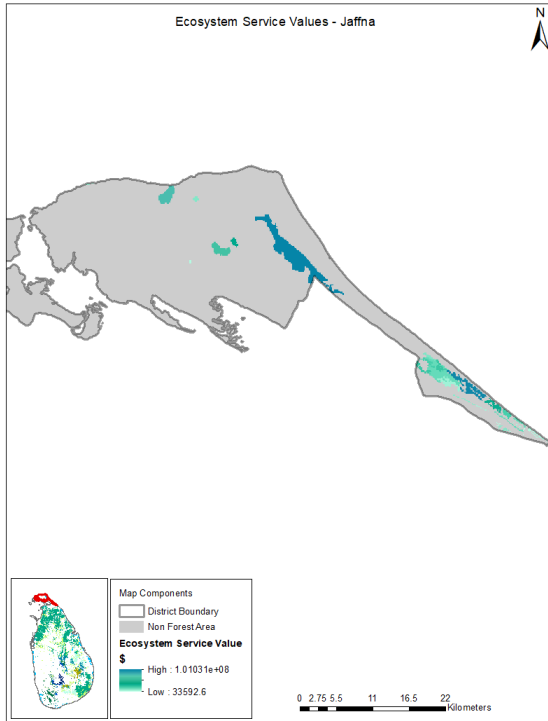 Ecosystem Service Values - Jaffna
N
Map Components
District Boundary
Non Forest Area
Ecosystem Service Value
$
High : 1.01031e+08
Low : 33592.6
0 2.75 5.5 11 16.5 22
Kilometers